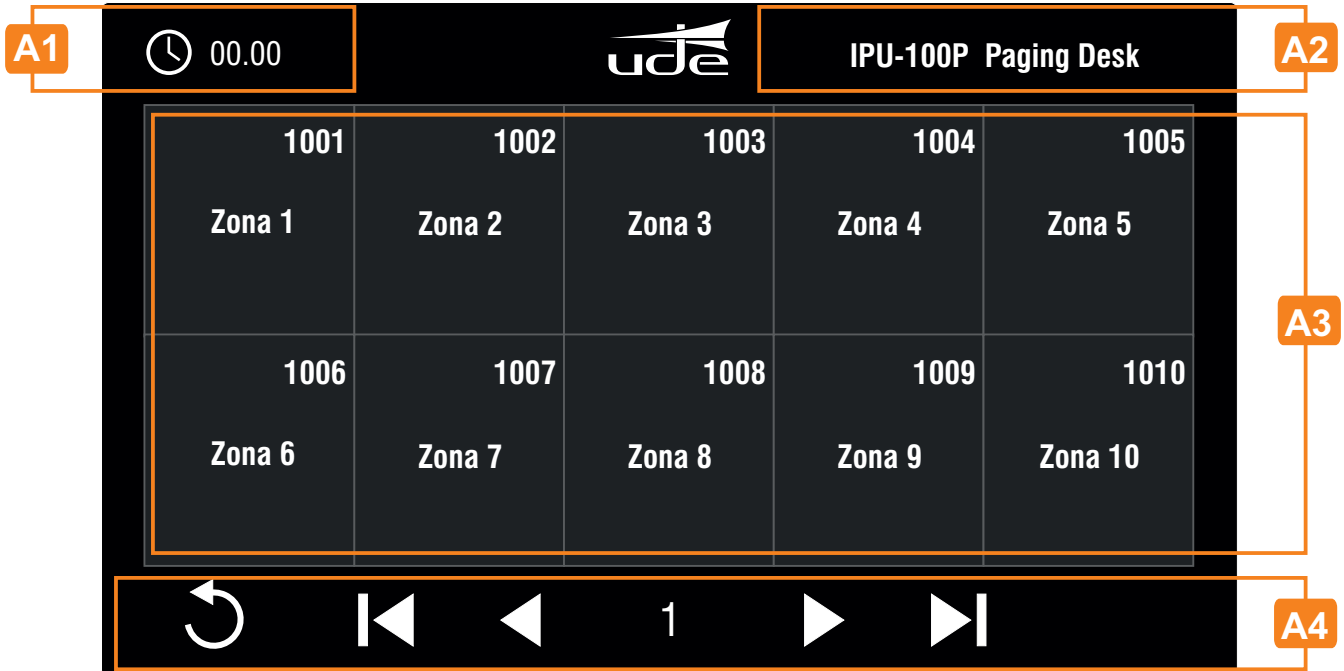 A1
00.00
ude
IPU-100P Paging Desk
A2
1001 1002 1003 1004 1005
Zona 1 Zona 2 Zona 3 Zona 4 Zona 5
A3
1006 1007 1008 1009 1010
Zona 6 Zona 7 Zona 8 Zona 9 Zona 10
1
A4